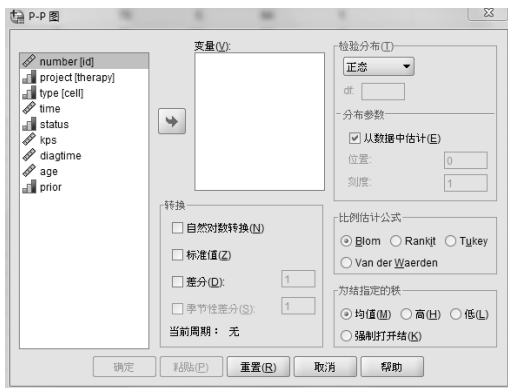 P-P 图
number [id]
project [therapy]
type [cell]
time
status
kps
diagtime
age
prior
变量(V):
转换
自然对数转换(N)
标准值(Z)
差分(D): 1
季节性差分(S): 1
当前周期： 无
检验分布(T)
正态
df:
分布参数
从数据中估计(E)
位置: 0
刻度: 1
比例估计公式
Blom Rankit Tukey
Van der Waerden
为结指定的秩
均值(M) 高(H) 低(L)
强制打开结(K)
确定 粘贴(P) 重置(R) 取消 帮助